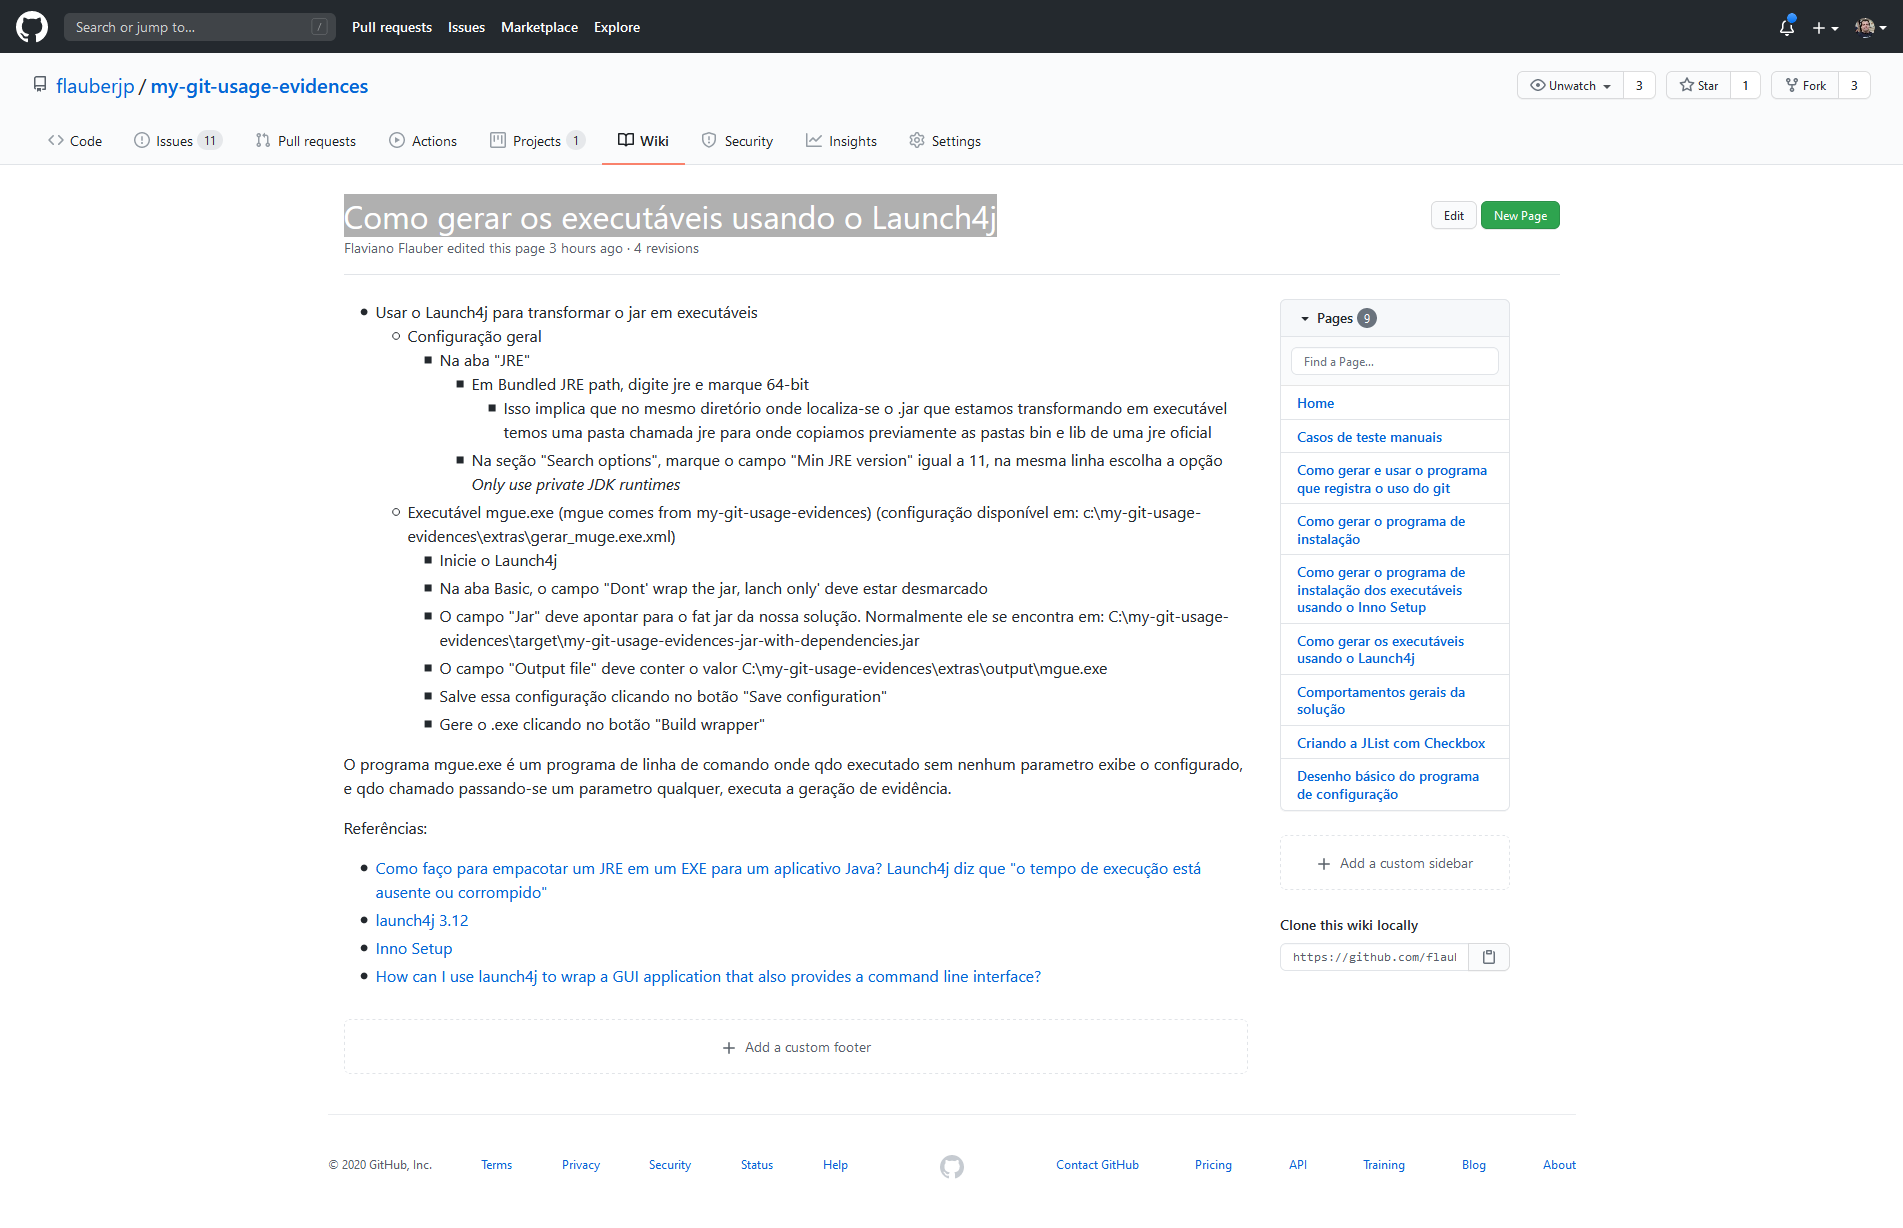 Search or jump to... /
Pull requests Issues Marketplace Explore
flauberjp / my-git-usage-evidences
Unwatch 3 Star 1 Fork 3
Code Issues 11 Pull requests Actions Projects 1 Wiki Security Insights Settings
Como gerar os executáveis usando o Launch4j
Edit New Page
Flaviano Flauber edited this page 3 hours ago · 4 revisions
Usar o Launch4j para transformar o jar em executáveis
Configuração geral
Na aba "JRE"
Em Bundled JRE path, digite jre e marque 64-bit
Isso implica que no mesmo diretório onde localiza-se o .jar que estamos transformando em executável
temos uma pasta chamada jre para onde copiamos previamente as pastas bin e lib de uma jre oficial
Na seção "Search options", marque o campo "Min JRE version" igual a 11, na mesma linha escolha a opção
Only use private JDK runtimes
Executável mgue.exe (mgue comes from my-git-usage-evidences) (configuração disponível em: c:\my-git-usage-
evidences\extras\gerar_muge.exe.xml)
Inicie o Launch4j
Na aba Basic, o campo "Dont' wrap the jar, lanch only' deve estar desmarcado
O campo "Jar" deve apontar para o fat jar da nossa solução. Normalmente ele se encontra em: C:\my-git-usage-
evidences\target\my-git-usage-evidences-jar-with-dependencies.jar
O campo "Output file" deve conter o valor C:\my-git-usage-evidences\extras\output\mgue.exe
Salve essa configuração clicando no botão "Save configuration"
Gere o .exe clicando no botão "Build wrapper"
O programa mgue.exe é um programa de linha de comando onde qdo executado sem nenhum parametro exibe o configurado,
e qdo chamado passando-se um parametro qualquer, executa a geração de evidência.
Referências:
Como faço para empacotar um JRE em um EXE para um aplicativo Java? Launch4j diz que "o tempo de execução está
ausente ou corrompido"
launch4j 3.12
Inno Setup
How can I use launch4j to wrap a GUI application that also provides a command line interface?
Add a custom footer
Pages 9
Find a Page...
Home
Casos de teste manuais
Como gerar e usar o programa
que registra o uso do git
Como gerar o programa de
instalação
Como gerar o programa de
instalação dos executáveis
usando o Inno Setup
Como gerar os executáveis
usando o Launch4j
Comportamentos gerais da
solução
Criando a JList com Checkbox
Desenho básico do programa
de configuração
Add a custom sidebar
Clone this wiki locally
https://github.com/flaul
© 2020 GitHub, Inc. Terms Privacy Security Status Help Contact GitHub Pricing API Training Blog About